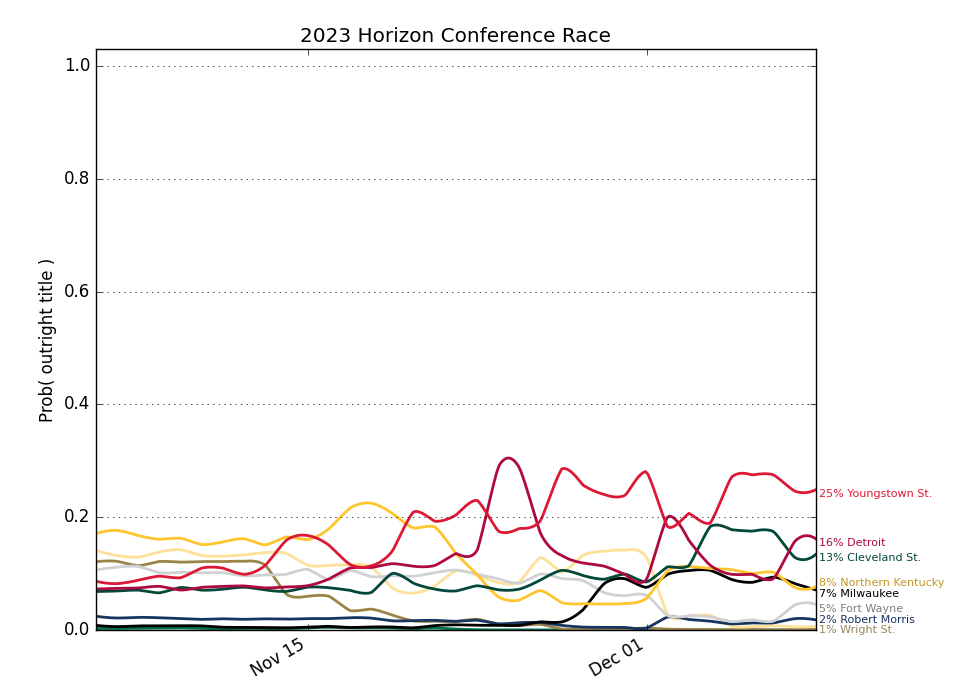 2023 Horizon Conference Race
Prob( outright title )
1.0
0.8
0.6
0.4
0.2
0.0
Nov 15
Dec 01
25% Youngstown St.
16% Detroit
13% Cleveland St.
8% Northern Kentucky
7% Milwaukee
5% Fort Wayne
2% Robert Morris
1% Wright St.